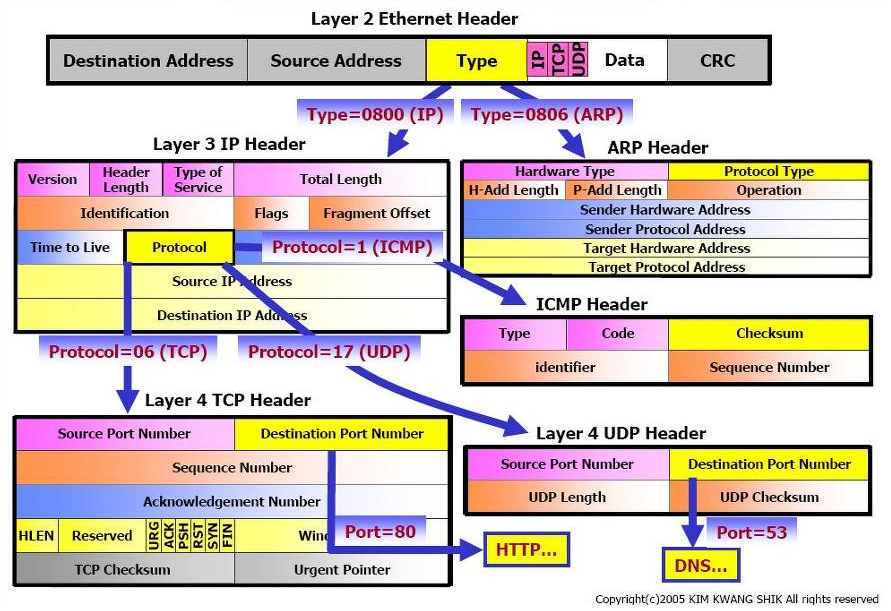 Layer 2 Ethernet Header
Destination Address Source Address Type IP TCP UDP Data CRC
Type=0800 (IP) Type=0806 (ARP)
Layer 3 IP Header
Version Header Length Type of Service Total Length
Identification Flags Fragment Offset
Time to Live Protocol Protocol=1 (ICMP)
Source IP Address
Destination IP Address
ARP Header
Hardware Type Protocol Type
H-Add Length P-Add Length Operation
Sender Hardware Address
Sender Protocol Address
Target Hardware Address
Target Protocol Address
ICMP Header
Type Code Checksum
identifier Sequence Number
Protocol=06 (TCP) Protocol=17 (UDP)
Layer 4 TCP Header
Source Port Number Destination Port Number
Sequence Number
Acknowledgement Number
HLEN Reserved URG ACK PSH RST SYN FIN Port=80
TCP Checksum Urgent Pointer
HTTP...
Layer 4 UDP Header
Source Port Number Destination Port Number
UDP Length UDP Checksum
Port=53
DNS...
Copyright(c)2005 KIM KWANG SHIK All rights reserved